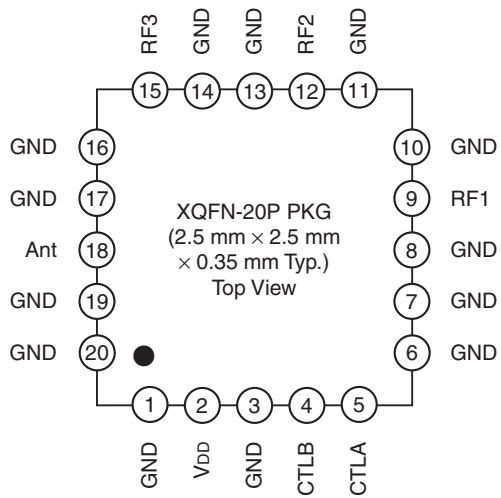 RF3
GND
GND
RF2
GND
15
14
13
12
11
GND
16
10
GND
GND
17
9
RF1
Ant
18
8
GND
GND
19
7
GND
GND
20
6
GND
XQFN-20P PKG
(2.5 mm × 2.5 mm
× 0.35 mm Typ.)
Top View
1
2
3
4
5
GND
VDD
GND
CTLB
CTLA